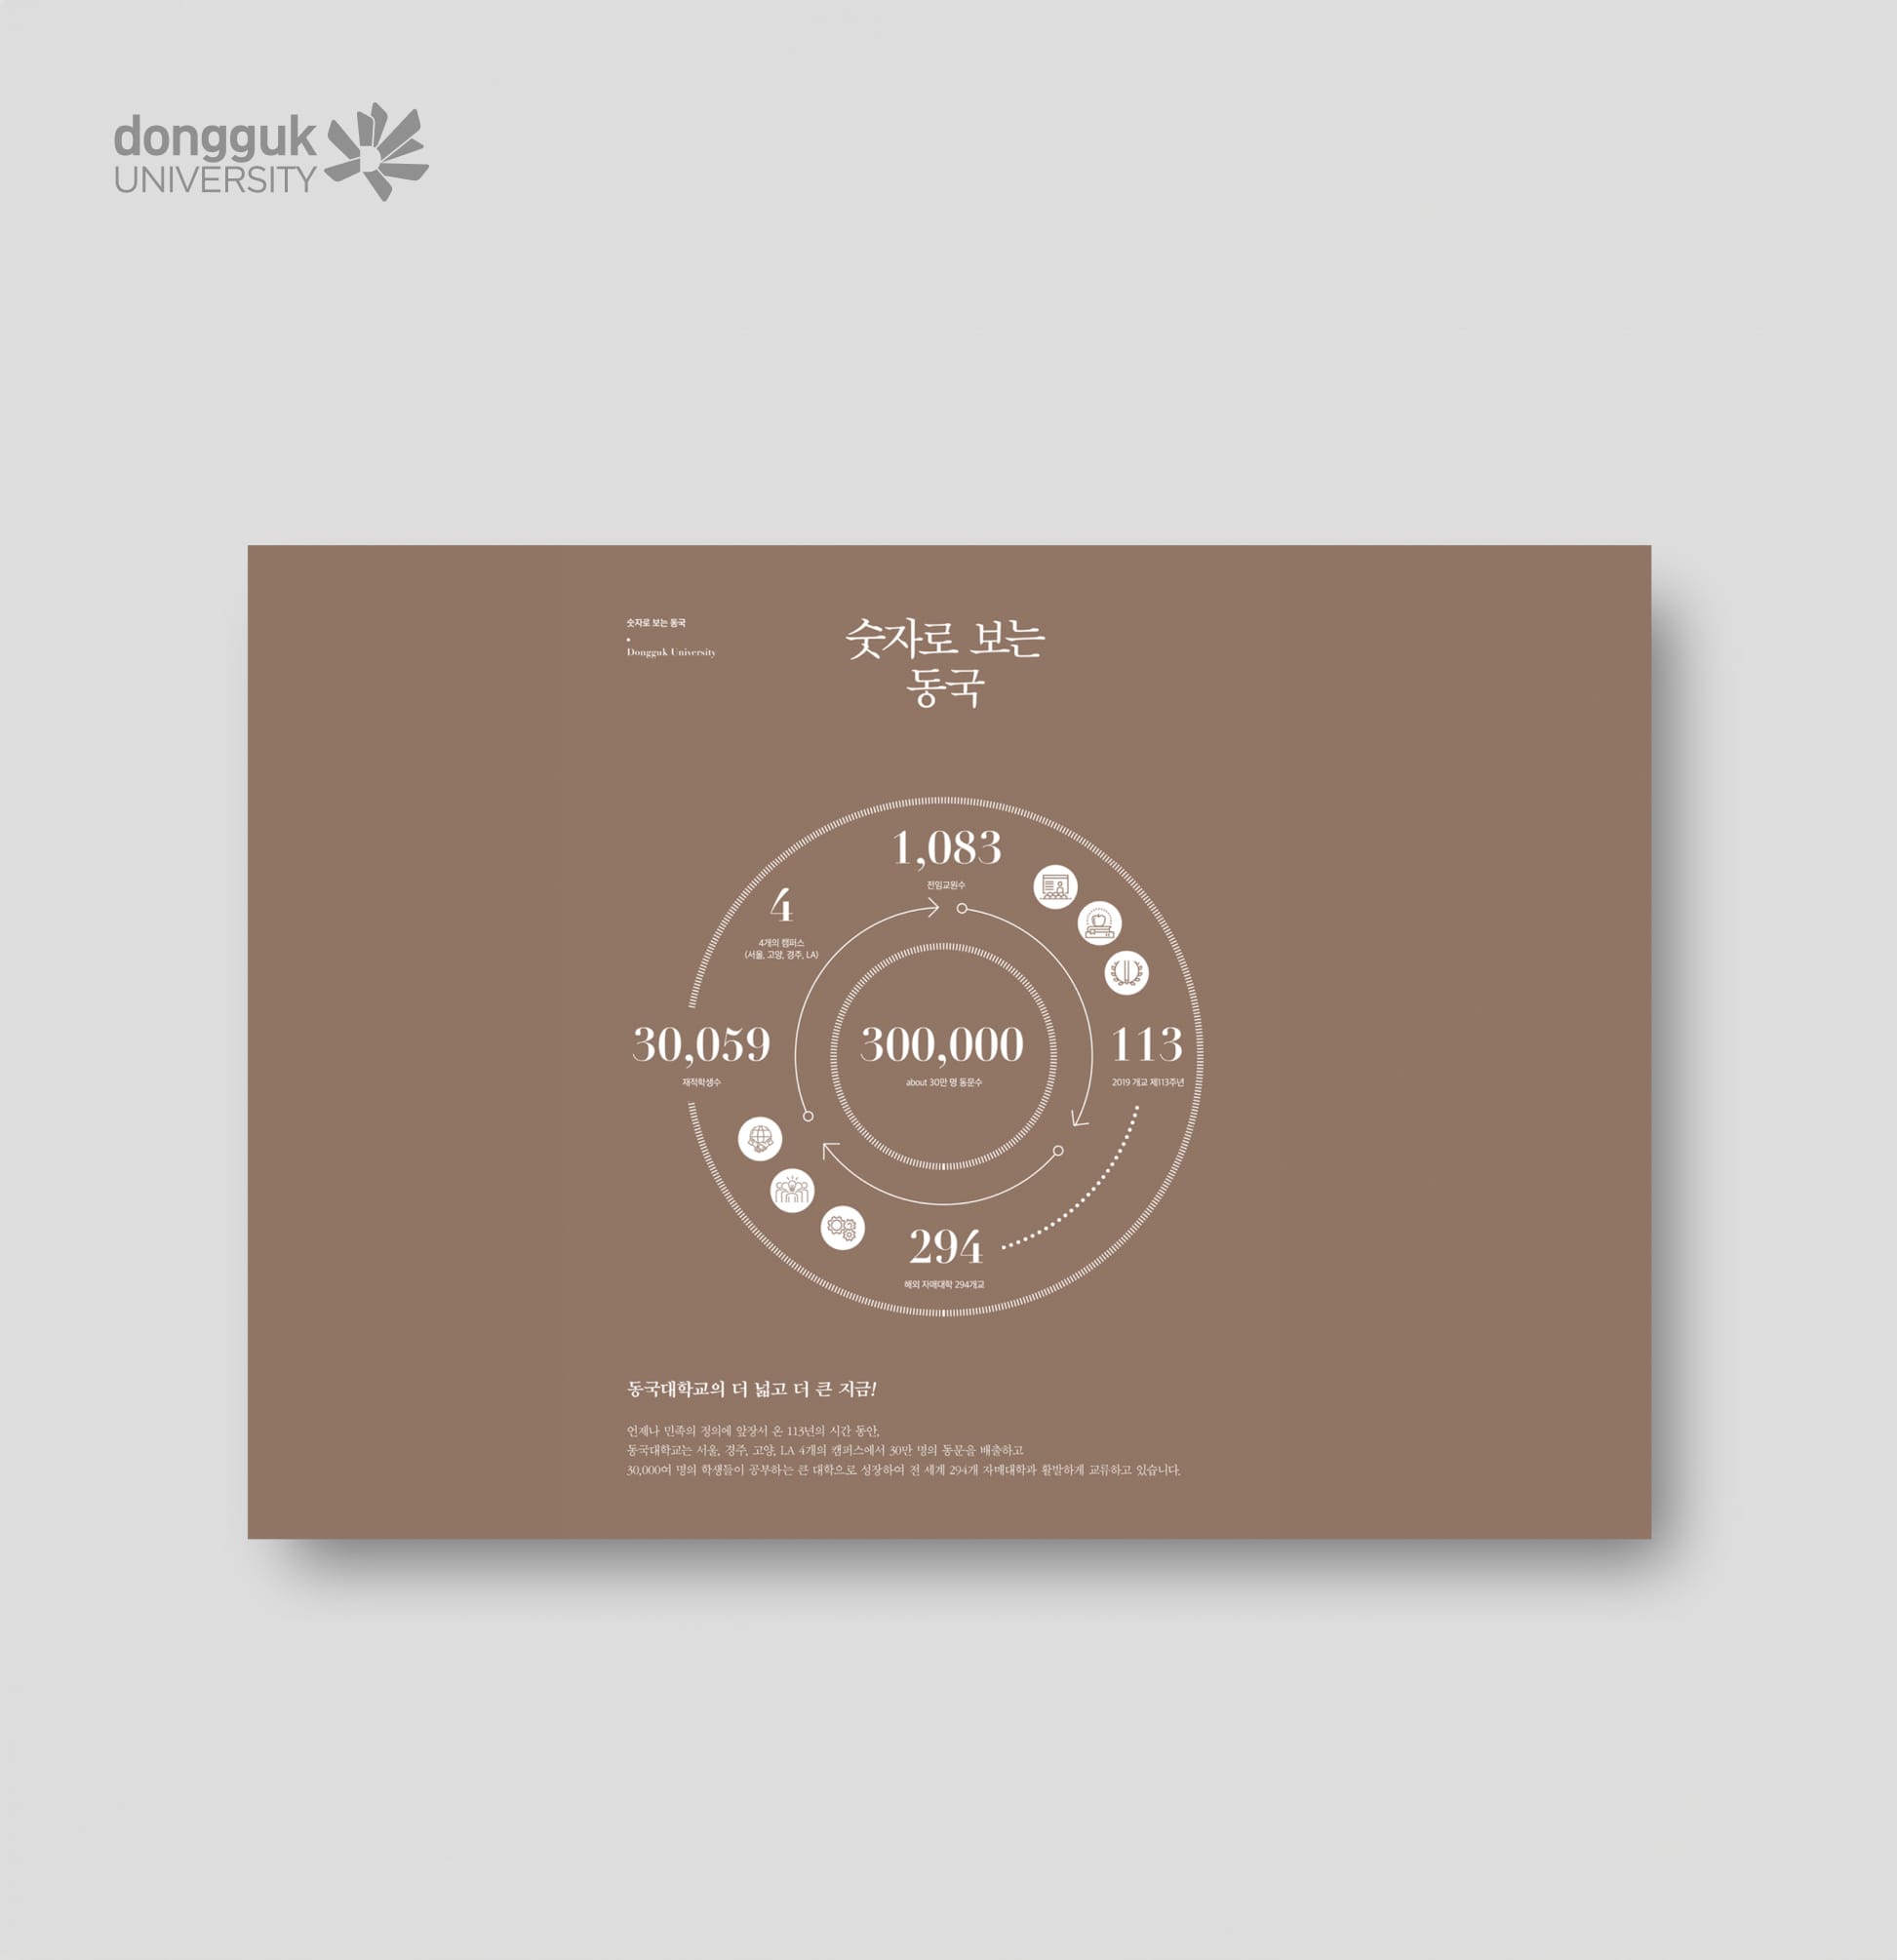 dongguk
UNIVERSITY
숫자로 보는 동국
Dongguk University
숫자로 보는
동국
1,083
전임교원수
4
4개의 캠퍼스
(서울, 고양, 경주, LA)
30,059
재적학생수
300,000
about 30만 명 동문수
113
2019 개교 제113주년
294
해외 자매대학 294개교
동국대학교의 더 넓고 더 큰 지금!
언제나 민족의 정의에 앞장서 온 113년의 시간 동안,
동국대학교는 서울, 경주, 고양, LA 4개의 캠퍼스에서 30만 명의 동문을 배출하고
30,000여 명의 학생들이 공부하는 큰 대학으로 성장하여 전 세계 294개 자매대학과 활발하게 교류하고 있습니다.